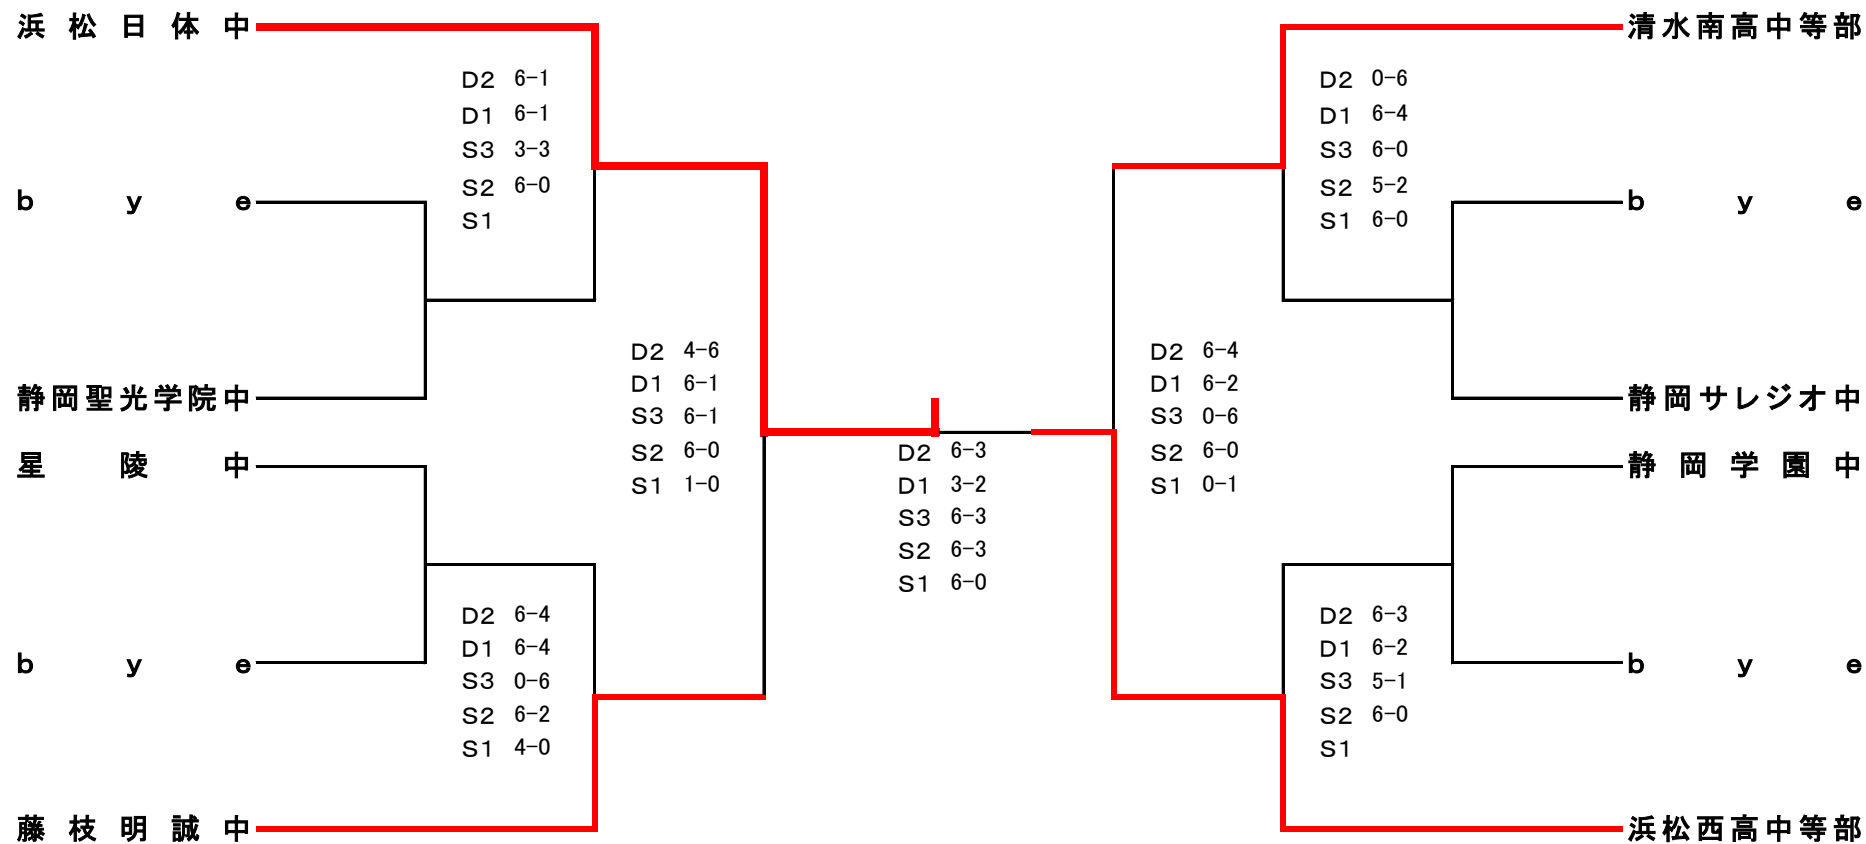 浜松日体中
清水南高中等部
D2 6-1
D1 6-1
S3 3-3
S2 6-0
S1
D2 0-6
D1 6-4
S3 6-0
S2 5-2
S1 6-0
bye
bye
静岡聖光学院中
静岡サレジオ中
D2 4-6
D1 6-1
S3 6-1
S2 6-0
S1 1-0
D2 6-3
D1 3-2
S3 6-3
S2 6-3
S1 6-0
D2 6-4
D1 6-2
S3 0-6
S2 6-0
S1 0-1
星陵中
静岡学園中
D2 6-4
D1 6-4
S3 0-6
S2 6-2
S1 4-0
D2 6-3
D1 6-2
S3 5-1
S2 6-0
S1
bye
bye
藤枝明誠中
浜松西高中等部